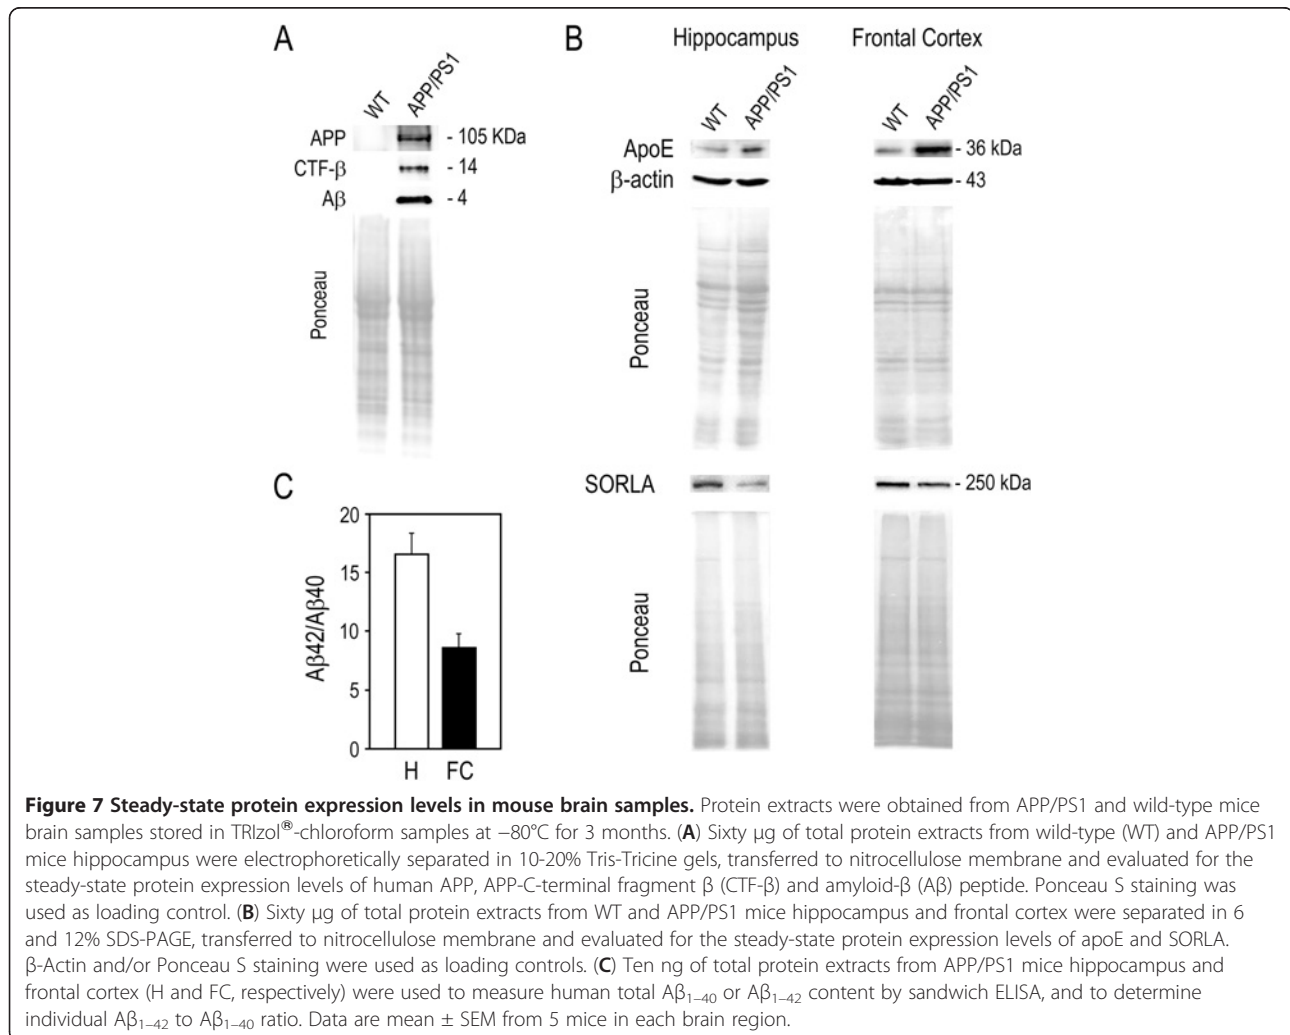 A
WT
APP/PS1
APP
- 105 KDa
CTF-β
- 14
Aβ
- 4
Ponceau
B
Hippocampus
Frontal Cortex
WT
APP/PS1
WT
APP/PS1
ApoE
- 36 kDa
β-actin
- 43
Ponceau
SORLA
- 250 kDa
Ponceau
C
Aβ42/Aβ40
20
15
10
5
0
H
FC
Figure 7 Steady-state protein expression levels in mouse brain samples. Protein extracts were obtained from APP/PS1 and wild-type mice
brain samples stored in TRIzol®-chloroform samples at −80°C for 3 months. (A) Sixty μg of total protein extracts from wild-type (WT) and APP/PS1
mice hippocampus were electrophoretically separated in 10-20% Tris-Tricine gels, transferred to nitrocellulose membrane and evaluated for the
steady-state protein expression levels of human APP, APP-C-terminal fragment β (CTF-β) and amyloid-β (Aβ) peptide. Ponceau S staining was
used as loading control. (B) Sixty μg of total protein extracts from WT and APP/PS1 mice hippocampus and frontal cortex were separated in 6
and 12% SDS-PAGE, transferred to nitrocellulose membrane and evaluated for the steady-state protein expression levels of apoE and SORLA.
β-Actin and/or Ponceau S staining were used as loading controls. (C) Ten ng of total protein extracts from APP/PS1 mice hippocampus and
frontal cortex (H and FC, respectively) were used to measure human total Aβ1–40 or Aβ1–42 content by sandwich ELISA, and to determine
individual Aβ1–42 to Aβ1–40 ratio. Data are mean ± SEM from 5 mice in each brain region.